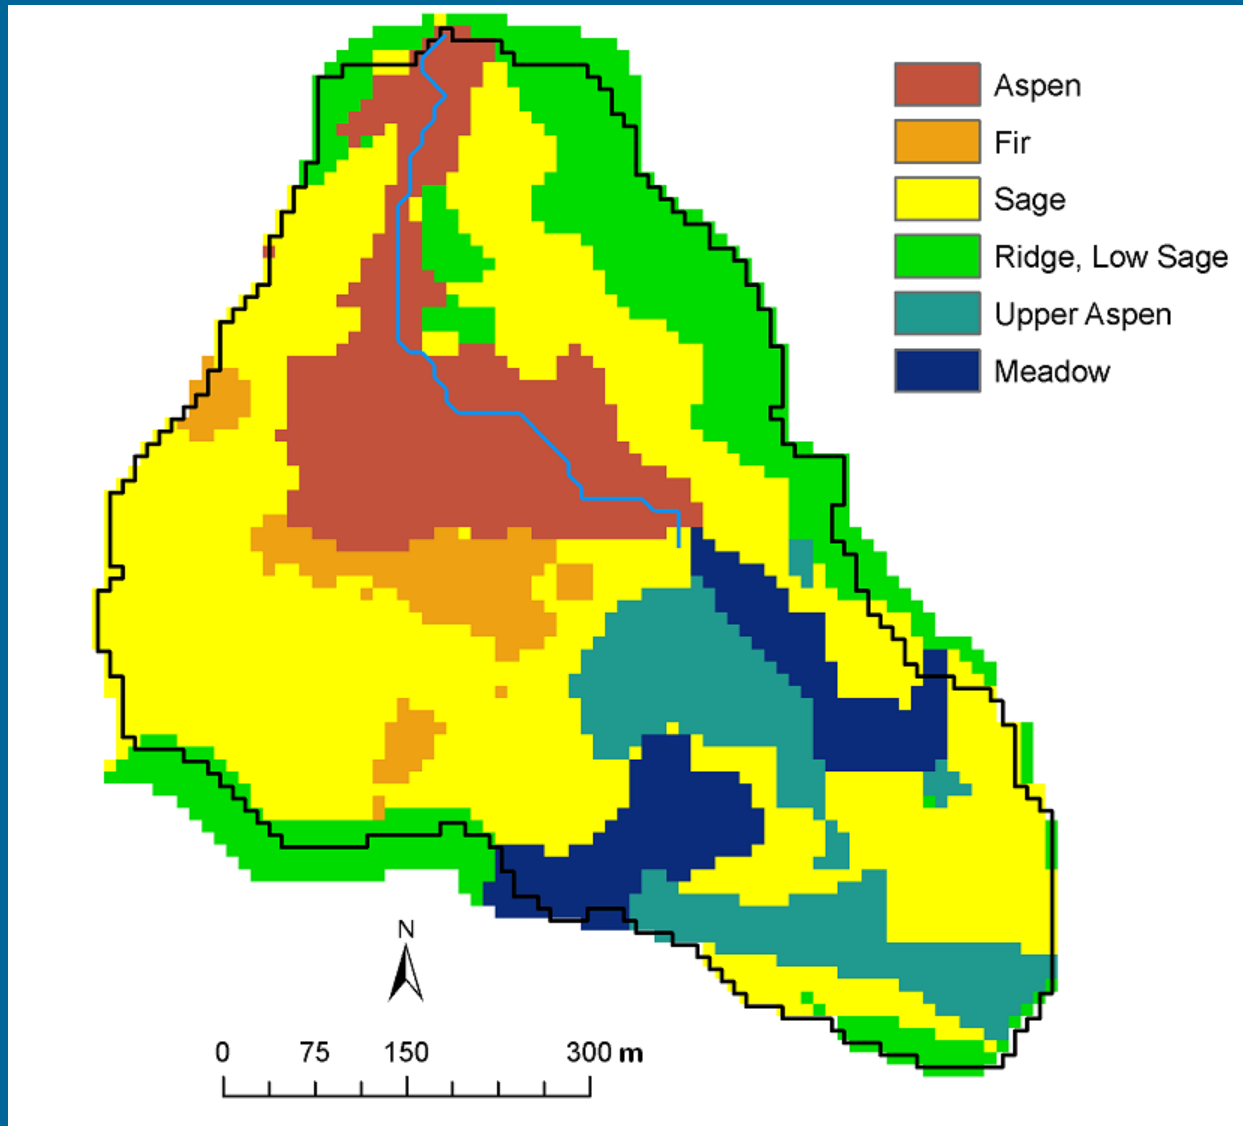 Aspen
Fir
Sage
Ridge, Low Sage
Upper Aspen
Meadow
N
0 75 150 300 m